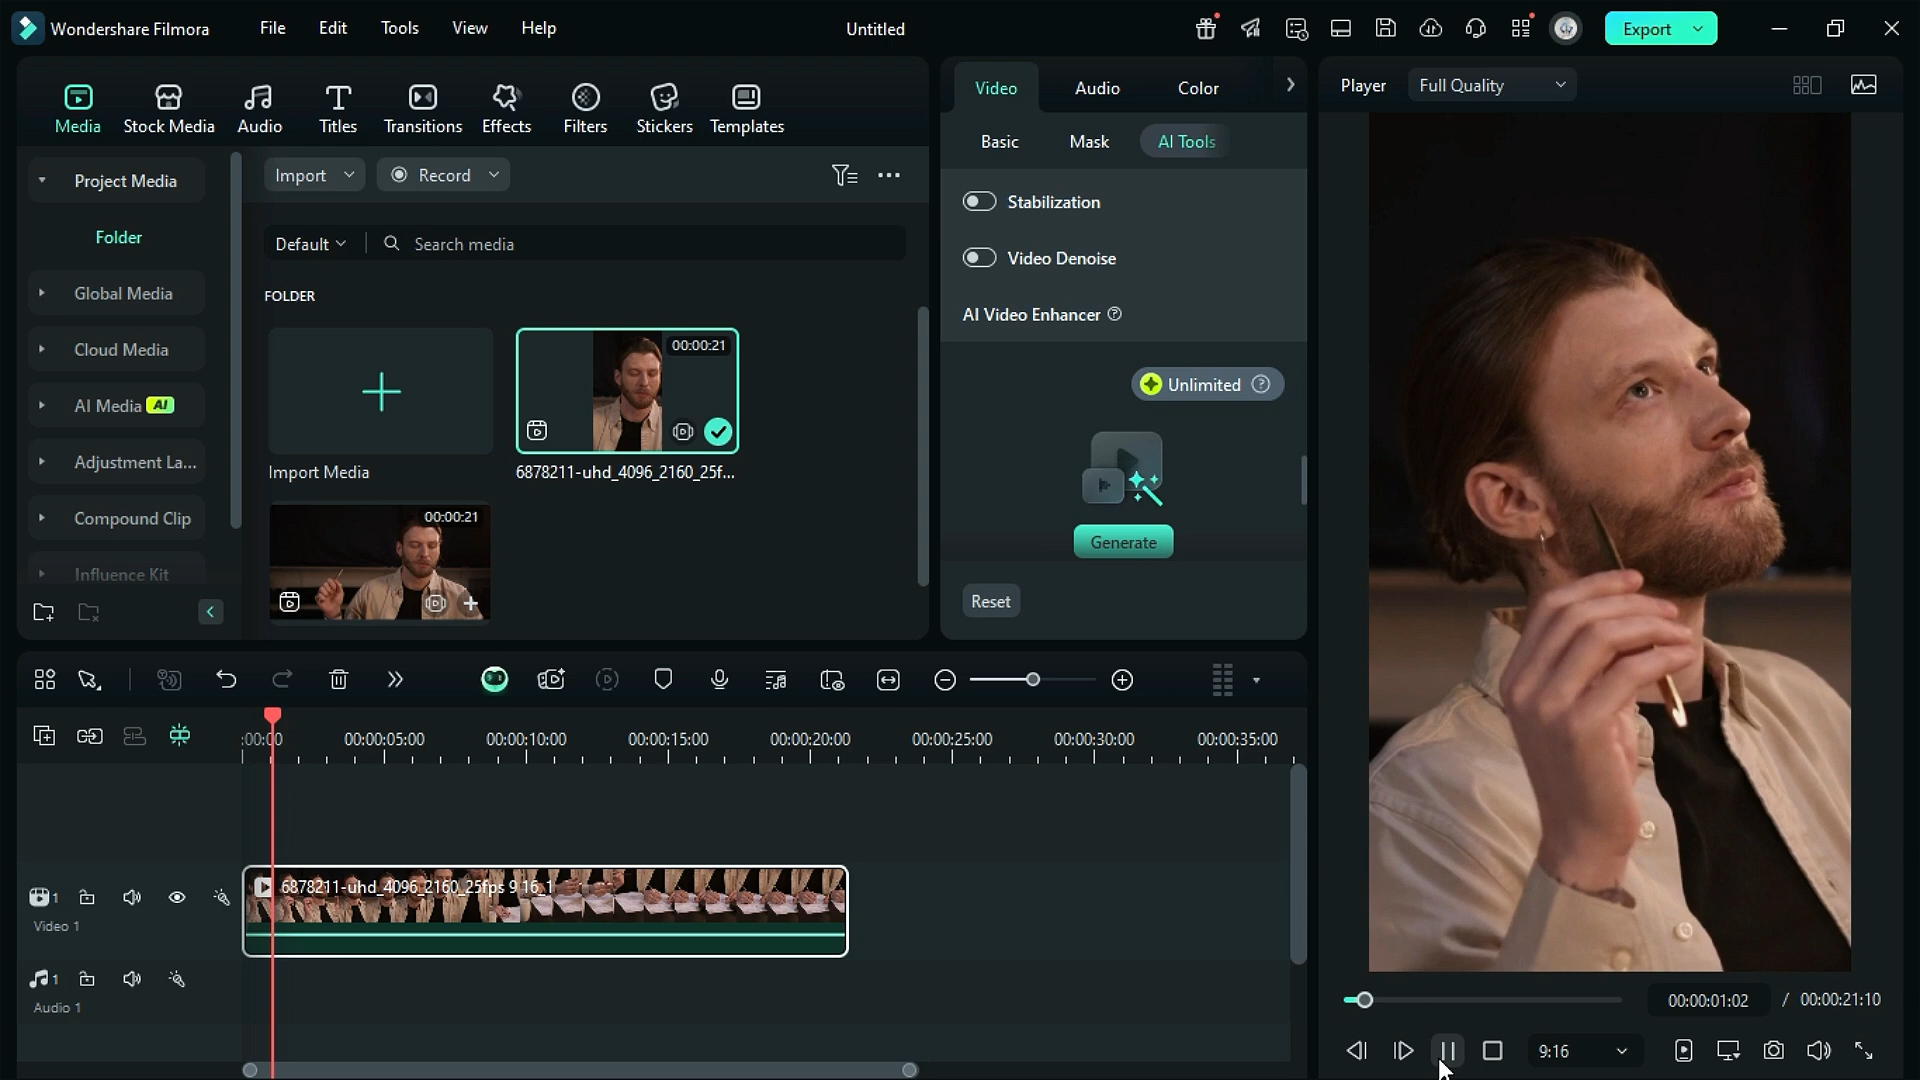 Wondershare Filmora
File Edit Tools View Help
Untitled
Export
Media Stock Media Audio Titles Transitions Effects Filters Stickers Templates
Project Media
Folder
Global Media
Cloud Media
AI Media AI
Adjustment La...
Compound Clip
Influence Kit
Import Record
Default Search media
FOLDER
00:00:21
Import Media
6878211-uhd_4096_2160_25f...
00:00:21
Video Audio Color
Basic Mask AI Tools
Stabilization
Video Denoise
AI Video Enhancer
Unlimited
Generate
Reset
Player Full Quality
00:00:01:02 / 00:00:21:10
9:16
:00:00 00:00:05:00 00:00:10:00 00:00:15:00 00:00:20:00 00:00:25:00 00:00:30:00 00:00:35:00
6878211-uhd_4096_2160_25fps 9 16_1
1
Video 1
1
Audio 1